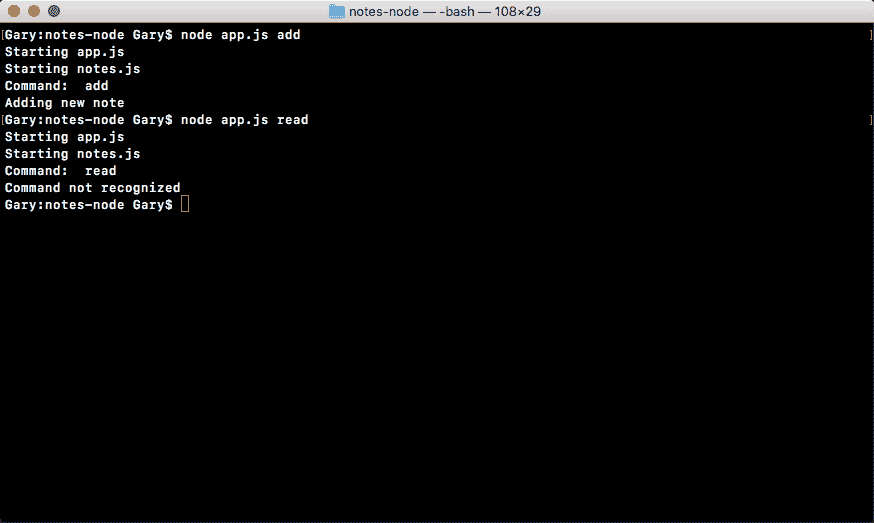 notes-node — -bash — 108×29
[Gary:notes-node Gary$ node app.js add ]
Starting app.js
Starting notes.js
Command:  add
Adding new note
[Gary:notes-node Gary$ node app.js read ]
Starting app.js
Starting notes.js
Command:  read
Command not recognized
Gary:notes-node Gary$